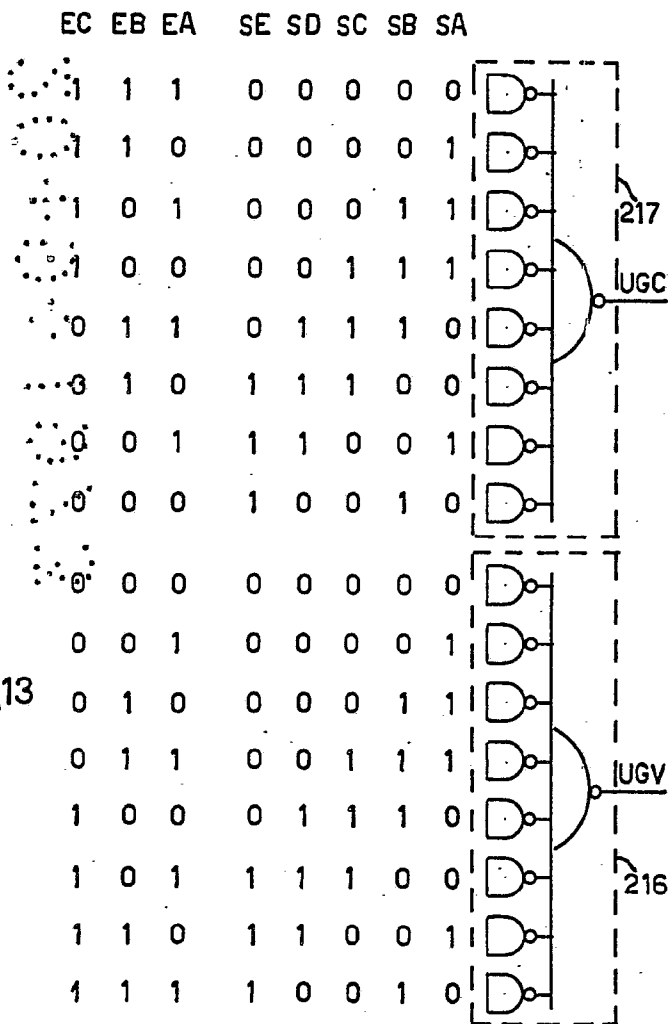 EC EB EA SE SD SC SB SA
1 1 1 0 0 0 0 0
1 1 0 0 0 0 0 1
1 0 1 0 0 0 1 1
217
1 0 0 0 0 1 1 1
UGC
0 1 1 0 1 1 1 0
0 1 0 1 1 1 0 0
0 0 1 1 1 0 0 1
0 0 0 1 0 0 1 0
0 0 0 0 0 0 0 0
0 0 1 0 0 0 0 1
13 0 1 0 0 0 0 1 1
0 1 1 0 0 1 1 1
UGV
1 0 0 0 1 1 1 0
1 0 1 1 1 1 0 0
216
1 1 0 1 1 0 0 1
1 1 1 1 0 0 1 0